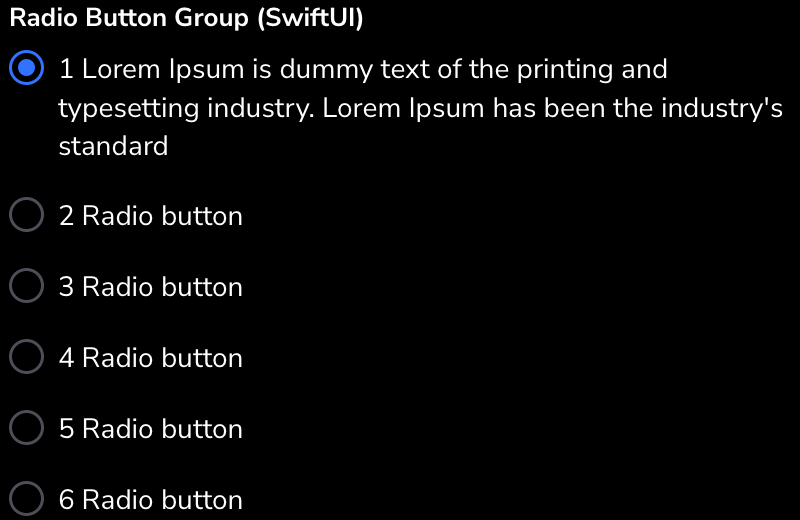 Radio Button Group (SwiftUI)
1 Lorem Ipsum is dummy text of the printing and
typesetting industry. Lorem Ipsum has been the industry's
standard
2 Radio button
3 Radio button
4 Radio button
5 Radio button
6 Radio button